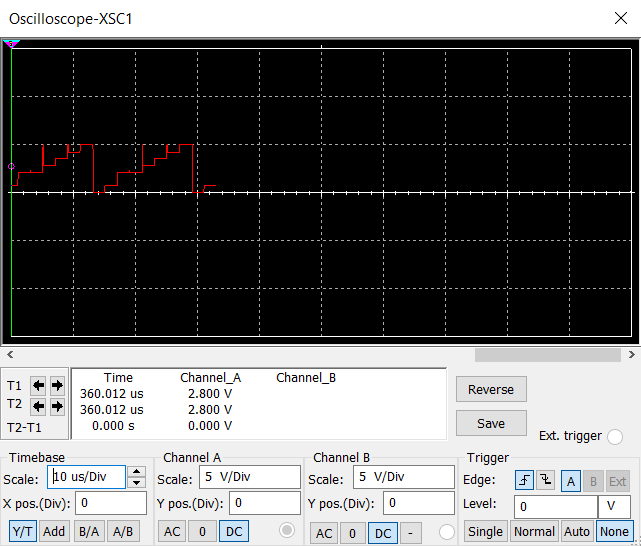 Oscilloscope-XSC1
Time Channel_A Channel_B
T1 360.012 us 2.800 V
T2 360.012 us 2.800 V
T2-T1 0.000 s 0.000 V
Reverse
Save
Ext. trigger
Timebase
Scale: 10 us/Div
X pos.(Div): 0
Y/T Add B/A A/B
Channel A
Scale: 5 V/Div
Y pos.(Div): 0
AC 0 DC
Channel B
Scale: 5 V/Div
Y pos.(Div): 0
AC 0 DC -
Trigger
Edge: A B Ext
Level: 0 V
Single Normal Auto None